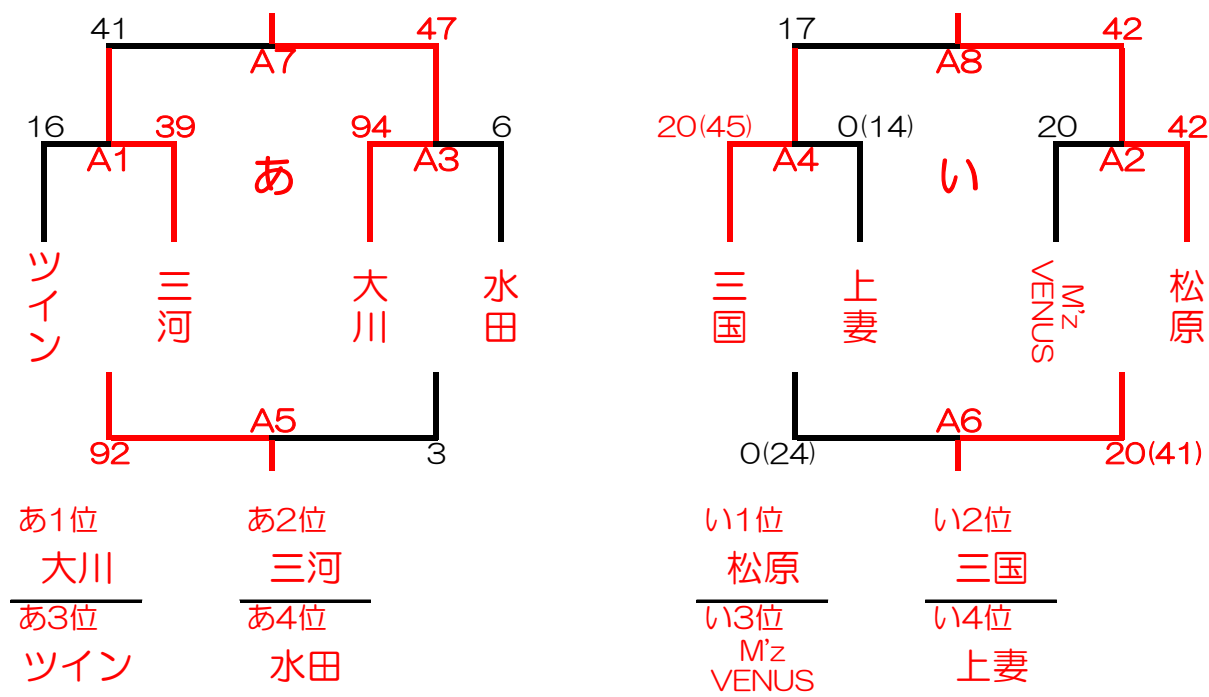 41
47
A7
16
39
94
6
A1
A3
あ
ツイン
三河
大川
水田
A5
92
3
あ1位
大川
あ2位
三河
あ3位
ツイン
あ4位
水田
17
42
A8
20(45)
0(14)
20
42
A4
A2
い
三国
上妻
M'z
VENUS
松原
A6
0(24)
20(41)
い1位
松原
い2位
三国
い3位
M'z
VENUS
い4位
上妻